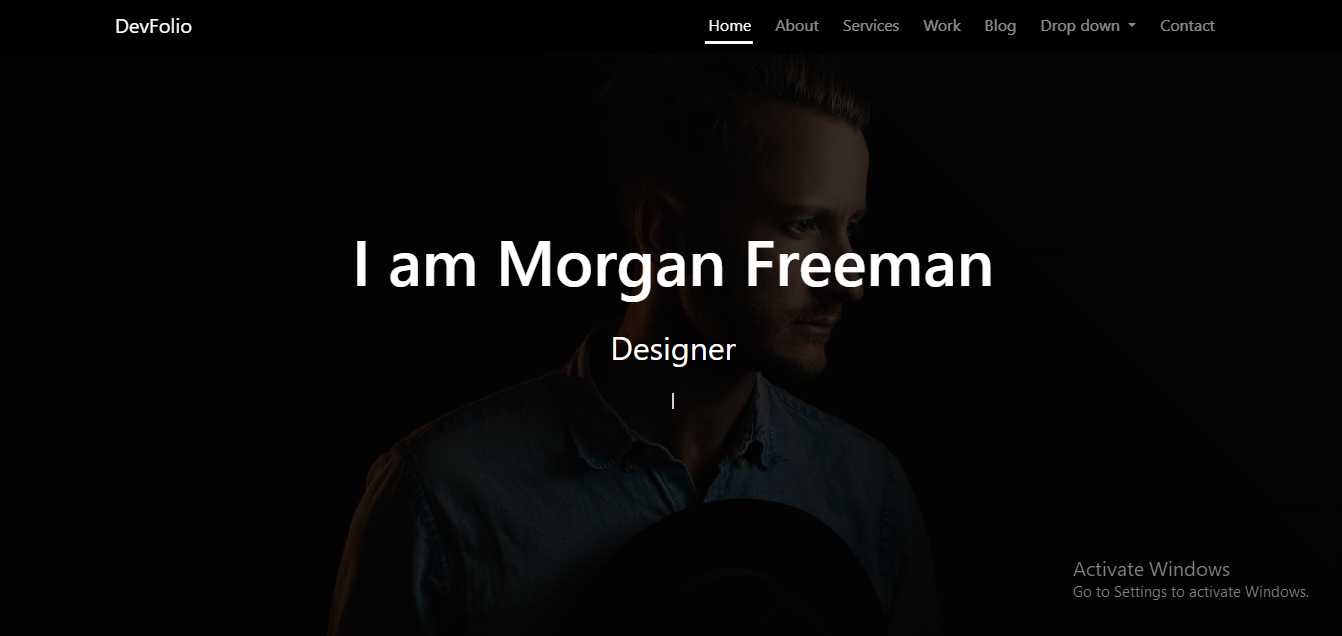 DevFolio
Home About Services Work Blog Drop down Contact
I am Morgan Freeman
Designer
Activate Windows
Go to Settings to activate Windows.